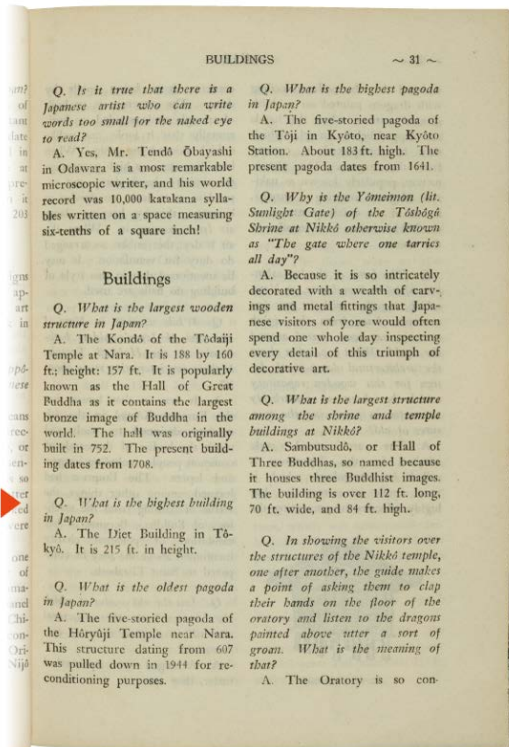 BUILDINGS ~ 31 ~
Q. Is it true that there is a
Japanese artist who can write
words too small for the naked eye
to read?
A. Yes, Mr. Tendô Ōbayashi
in Odawara is a most remarkable
microscopic writer, and his world
record was 10,000 katakana sylla-
bles written on a space measuring
six-tenths of a square inch!
Buildings
Q. What is the largest wooden
structure in Japan?
A. The Kondô of the Tôdaiji
Temple at Nara. It is 188 by 160
ft.; height: 157 ft. It is popularly
known as the Hall of Great
Buddha as it contains the largest
bronze image of Buddha in the
world. The hall was originally
built in 752. The present build-
ing dates from 1708.
Q. What is the highest building
in Japan?
A. The Diet Building in Tô-
kyô. It is 215 ft. in height.
Q. What is the oldest pagoda
in Japan?
A. The five-storied pagoda of
the Hôryûji Temple near Nara.
This structure dating from 607
was pulled down in 1944 for re-
conditioning purposes.
Q. What is the highest pagoda
in Japan?
A. The five-storied pagoda of
the Tôji in Kyôto, near Kyôto
Station. About 183 ft. high. The
present pagoda dates from 1641.
Q. Why is the Yômeimon (lit.
Sunlight Gate) of the Tôshôgû
Shrine at Nikkô otherwise known
as "The gate where one tarries
all day"?
A. Because it is so intricately
decorated with a wealth of carv-
ings and metal fittings that Japa-
nese visitors of yore would often
spend one whole day inspecting
every detail of this triumph of
decorative art.
Q. What is the largest structure
among the shrine and temple
buildings at Nikkô?
A. Sambutsudô, or Hall of
Three Buddhas, so named because
it houses three Buddhist images.
The building is over 112 ft. long,
70 ft. wide, and 84 ft. high.
Q. In showing the visitors over
the structures of the Nikkô temple,
one after another, the guide makes
a point of asking them to clap
their hands on the floor of the
oratory and listen to the dragons
painted above utter a sort of
groan. What is the meaning of
that?
A. The Oratory is so con-